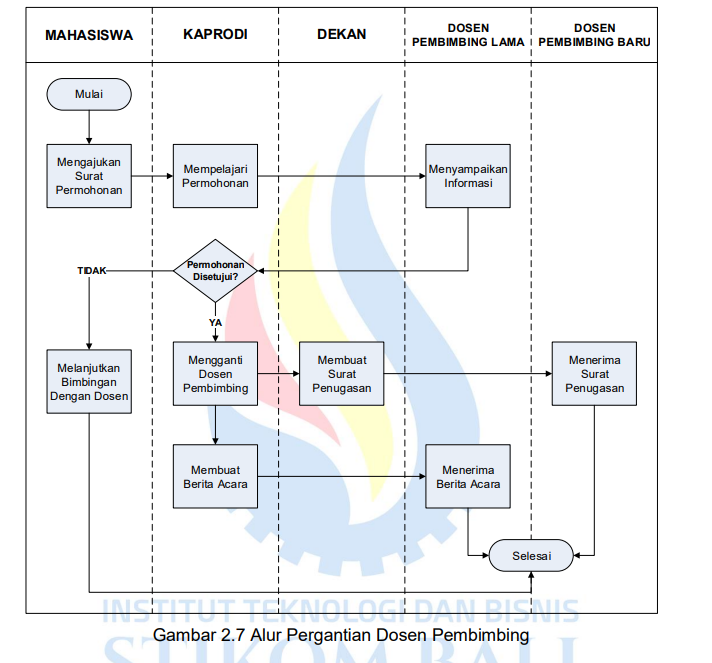 MAHASISWA
KAPRODI
DEKAN
DOSEN
PEMBIMBING LAMA
DOSEN
PEMBIMBING BARU
Mulai
Mengajukan
Surat
Permohonan
Mempelajari
Permohonan
Menyampaikan
Informasi
Permohonan
Disetujui?
TIDAK
YA
Melanjutkan
Bimbingan
Dengan Dosen
Mengganti
Dosen
Pembimbing
Membuat
Surat
Penugasan
Menerima
Surat
Penugasan
Membuat
Berita Acara
Menerima
Berita Acara
Selesai
INSTITUT TEKNOLOGI DAN BISNIS
Gambar 2.7 Alur Pergantian Dosen Pembimbing
STIKOM BALI